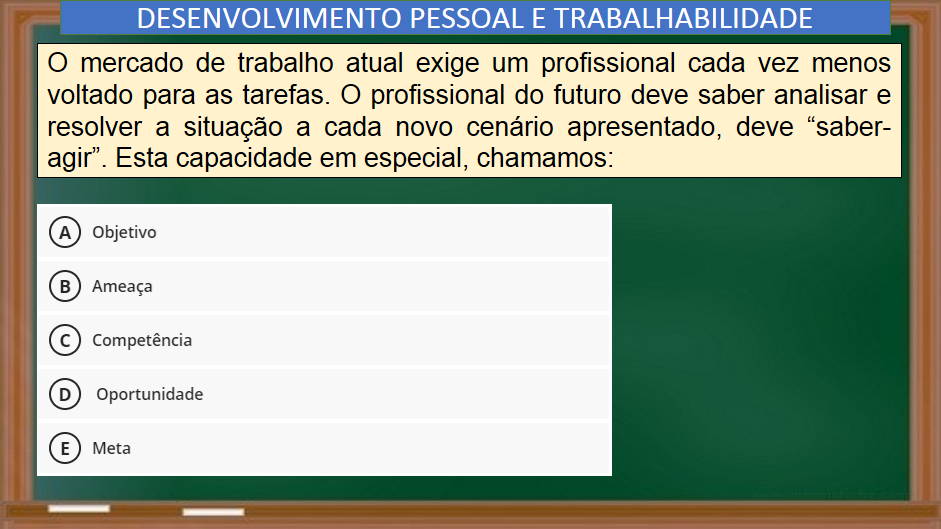 DESENVOLVIMENTO PESSOAL E TRABALHABILIDADE
O mercado de trabalho atual exige um profissional cada vez menos
voltado para as tarefas. O profissional do futuro deve saber analisar e
resolver a situação a cada novo cenário apresentado, deve “saber-
agir”. Esta capacidade em especial, chamamos:
A Objetivo
B Ameaça
C Competência
D Oportunidade
E Meta